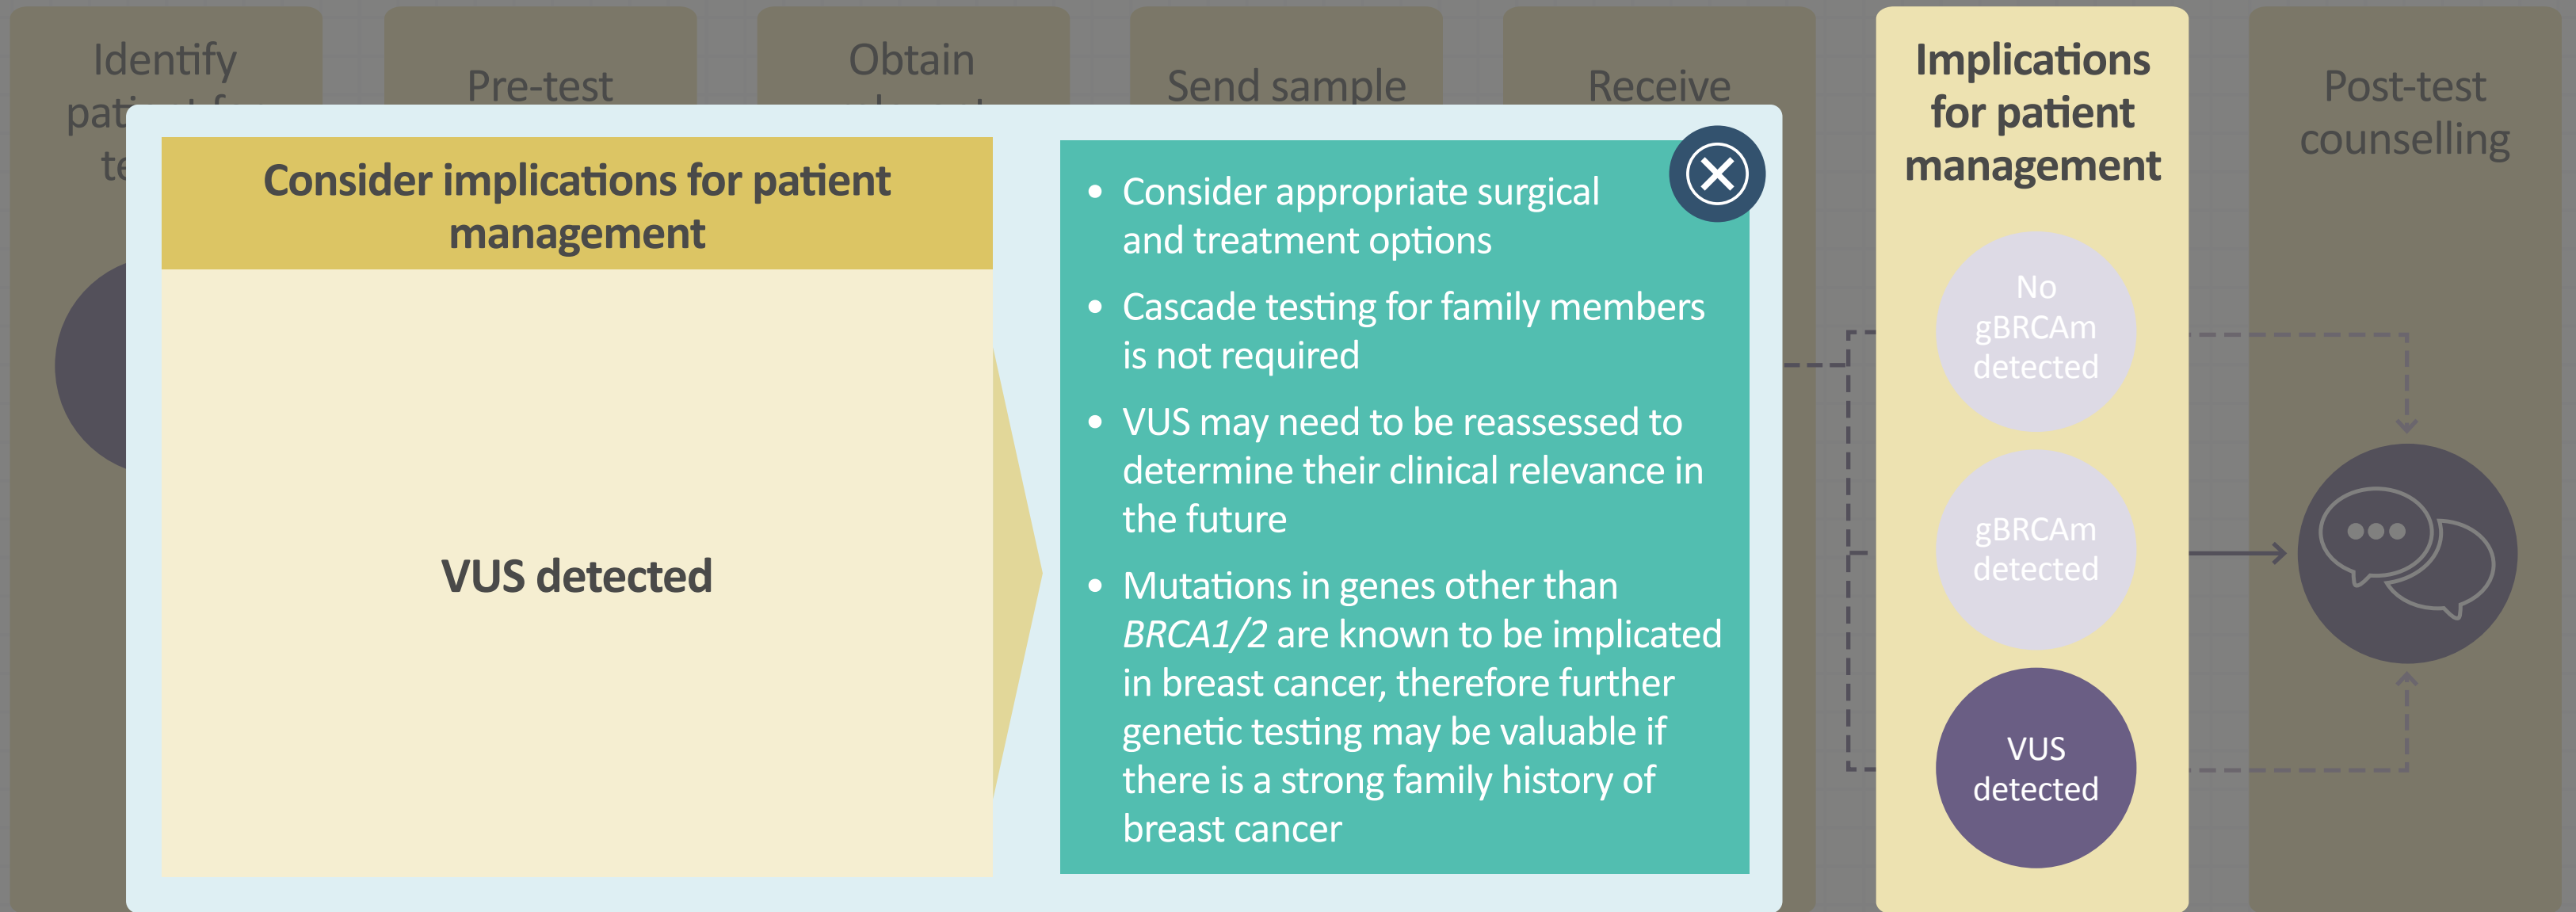 Identify
Pre-test
Obtain
Send sample
Receive
Implications
for patient
management
Post-test
counselling
Consider implications for patient
management
VUS detected
• Consider appropriate surgical
and treatment options
• Cascade testing for family members
is not required
• VUS may need to be reassessed to
determine their clinical relevance in
the future
• Mutations in genes other than
BRCA1/2 are known to be implicated
in breast cancer, therefore further
genetic testing may be valuable if
there is a strong family history of
breast cancer
No
gBRCAm
detected
gBRCAm
detected
VUS
detected